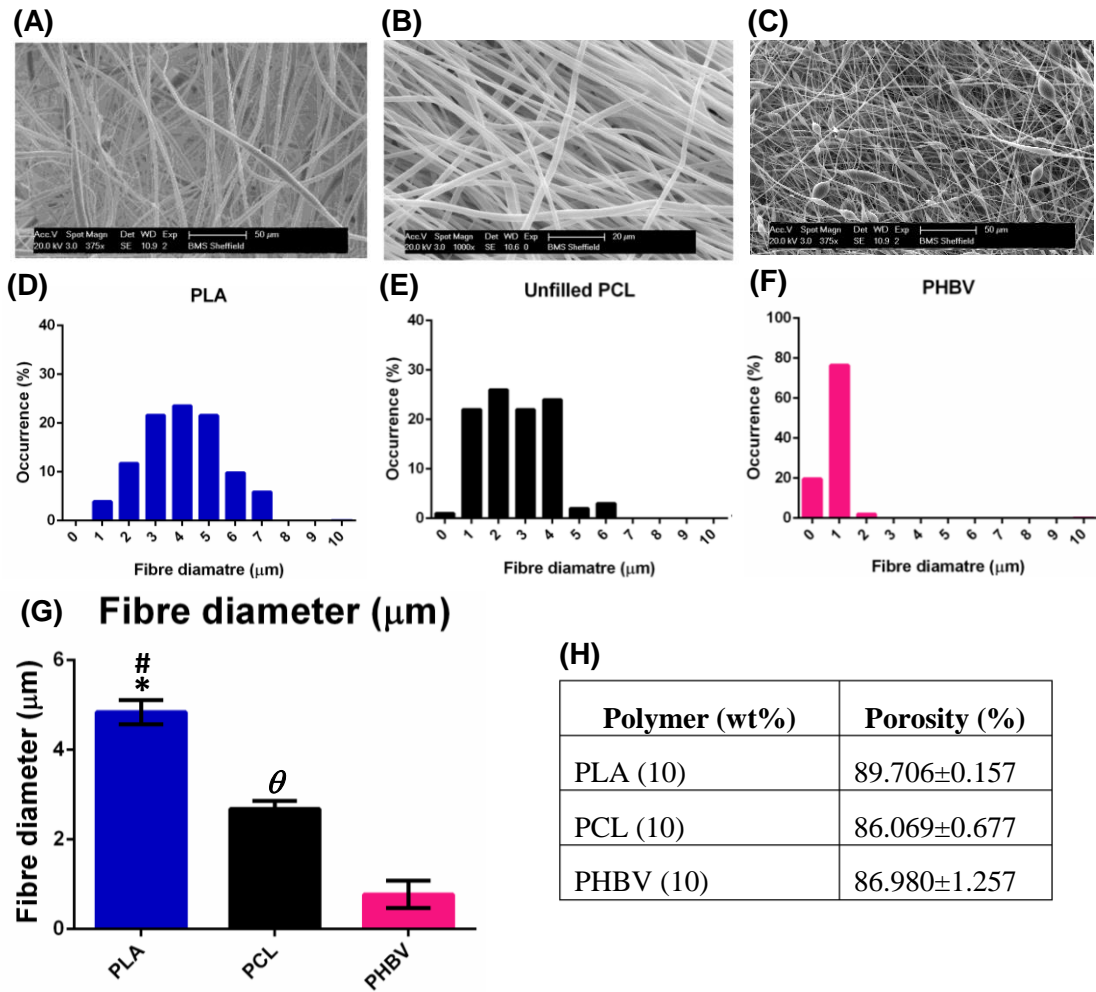 (A)
(B)
(C)
Acc.V Spot Magn Det WD Exp 50 µm
20.0 kV 3.0 375x SE 10.9 2 BMS Sheffield
Acc.V Spot Magn Det WD Exp 20 µm
20.0 kV 3.0 1000x SE 10.6 0 BMS Sheffield
Acc.V Spot Magn Det WD Exp 50 µm
20.0 kV 3.0 375x SE 10.9 2 BMS Sheffield
(D)
PLA
Occurrence (%)
40
30
20
10
0
0 1 2 3 4 5 6 7 8 9 10
Fibre diamatre (µm)
(E)
Unfilled PCL
Occurrence (%)
40
30
20
10
0
0 1 2 3 4 5 6 7 8 9 10
Fibre diamatre (µm)
(F)
PHBV
Occurrence (%)
100
80
60
40
20
0
0 1 2 3 4 5 6 7 8 9 10
Fibre diamatre (µm)
(G)
Fibre diameter (µm)
Fibre diameter (µm)
6
4
2
0
#
*
θ
PLA
PCL
PHBV
(H)
Polymer (wt%) Porosity (%)
PLA (10) 89.706±0.157
PCL (10) 86.069±0.677
PHBV (10) 86.980±1.257